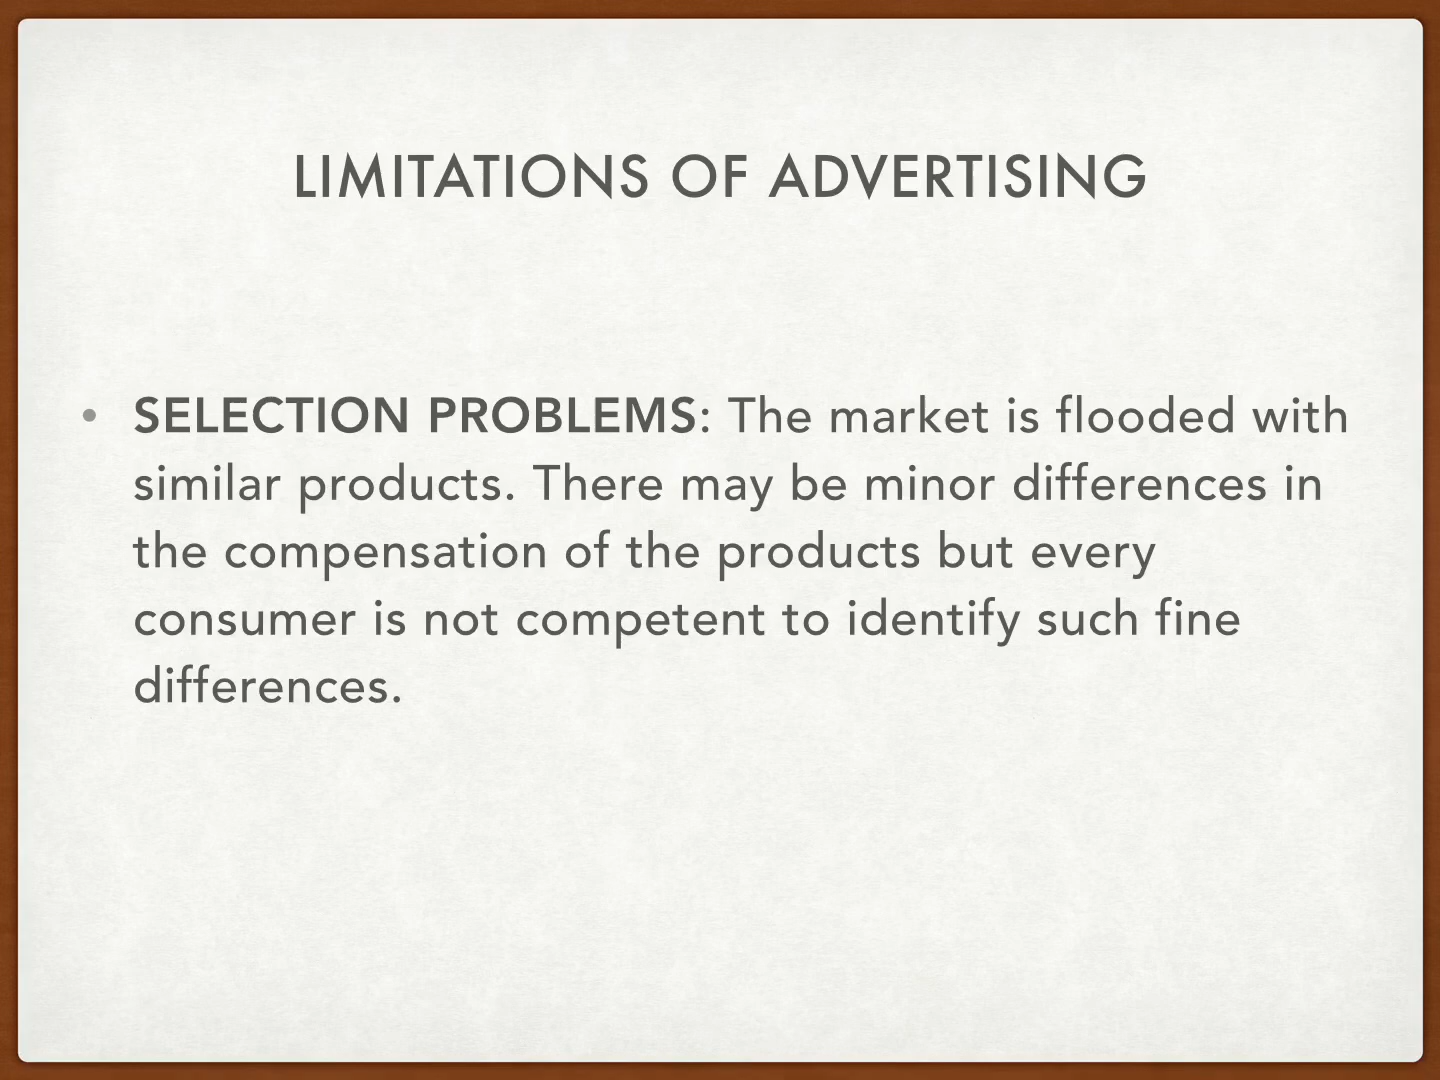 LIMITATIONS OF ADVERTISING
• SELECTION PROBLEMS: The market is flooded with
similar products. There may be minor differences in
the compensation of the products but every
consumer is not competent to identify such fine
differences.